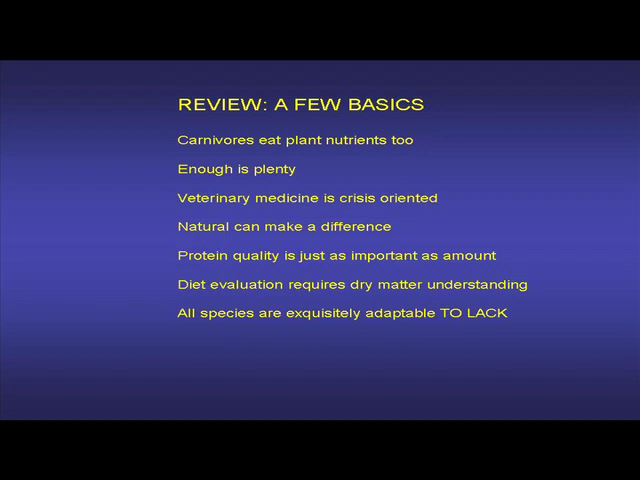 REVIEW: A FEW BASICS
Carnivores eat plant nutrients too
Enough is plenty
Veterinary medicine is crisis oriented
Natural can make a difference
Protein quality is just as important as amount
Diet evaluation requires dry matter understanding
All species are exquisitely adaptable TO LACK